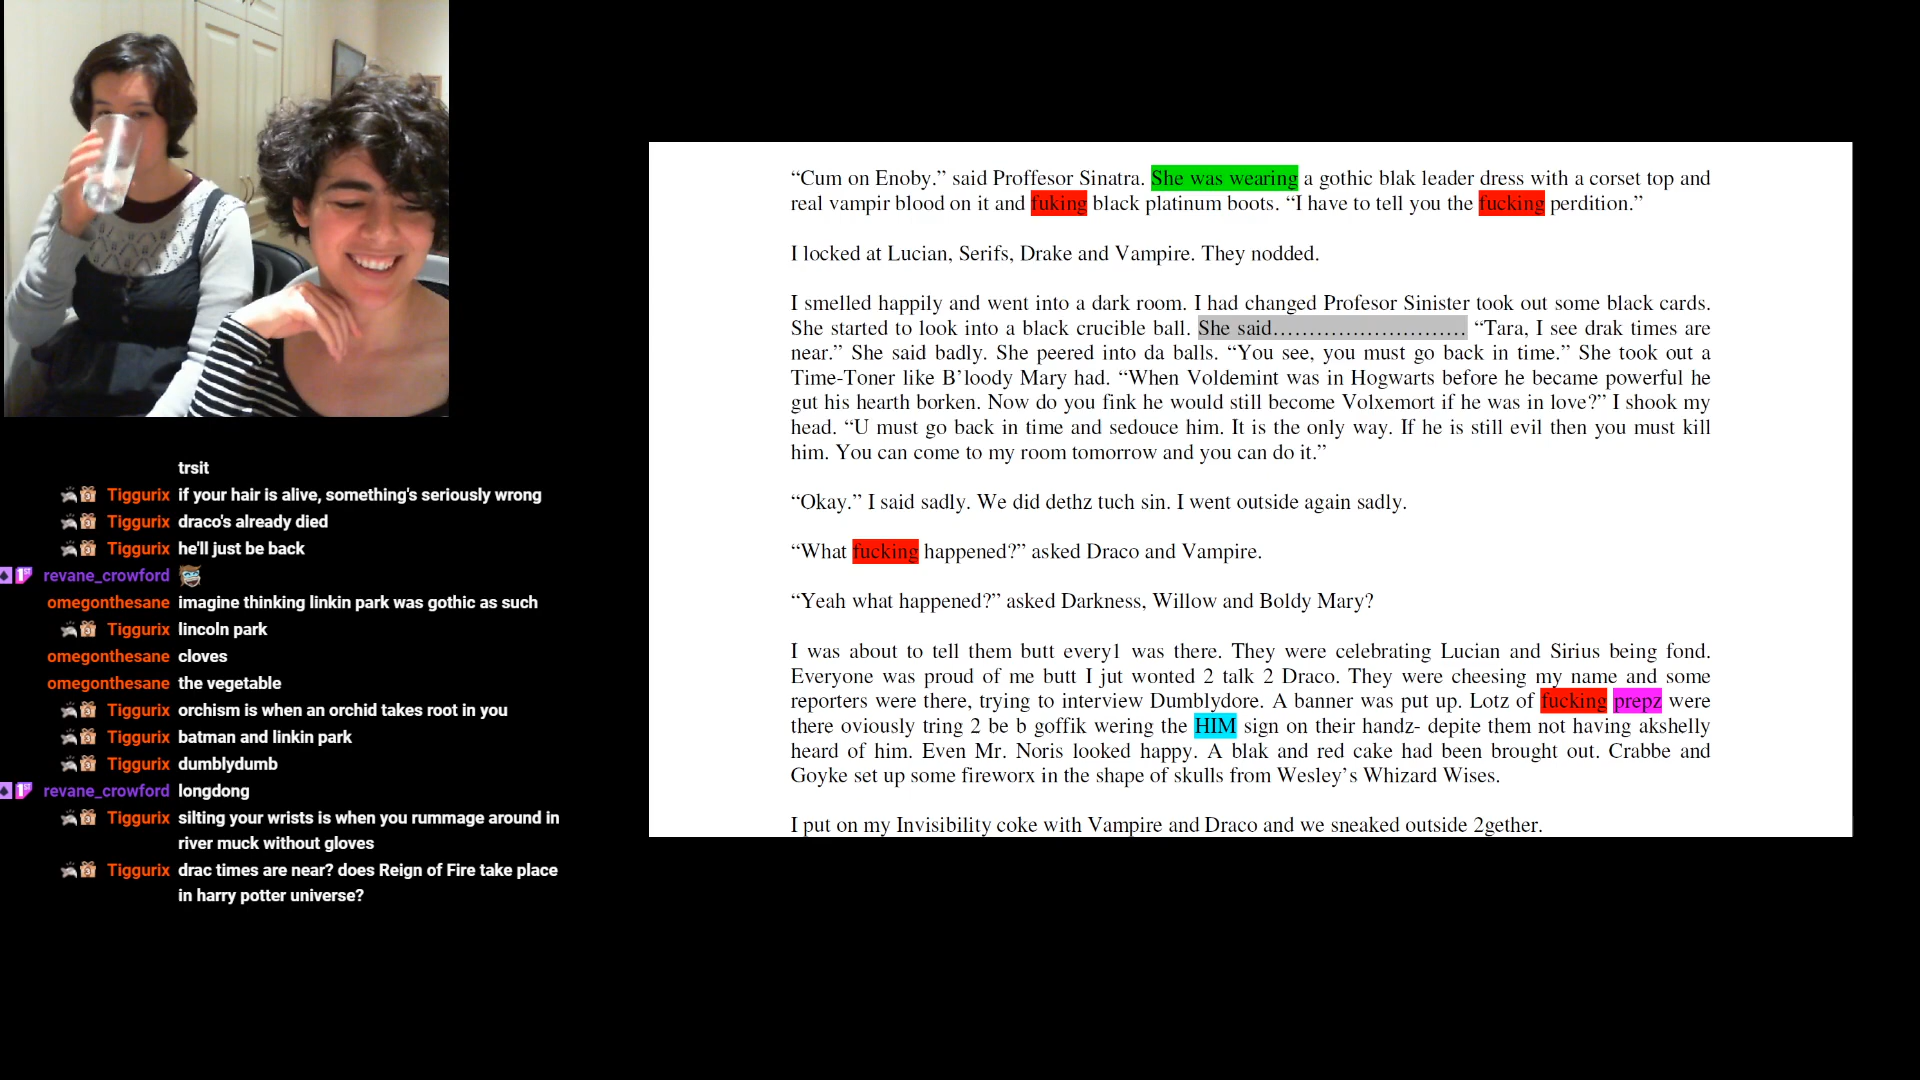 trsit
Tiggurix if your hair is alive, something's seriously wrong
Tiggurix draco's already died
Tiggurix he'll just be back
revane_crowford
omegonthesane imagine thinking linkin park was gothic as such
Tiggurix lincoln park
omegonthesane cloves
omegonthesane the vegetable
Tiggurix orchism is when an orchid takes root in you
Tiggurix batman and linkin park
Tiggurix dumblydumb
revane_crowford longdong
Tiggurix silting your wrists is when you rummage around in
river muck without gloves
Tiggurix drac times are near? does Reign of Fire take place
in harry potter universe?
“Cum on Enoby.” said Proffesor Sinatra. She was wearing a gothic blak leader dress with a corset top and
real vampir blood on it and fuking black platinum boots. “I have to tell you the fucking perdition.”
I locked at Lucian, Serifs, Drake and Vampire. They nodded.
I smelled happily and went into a dark room. I had changed Profesor Sinister took out some black cards.
She started to look into a black crucible ball. She said……………………… “Tara, I see drak times are
near.” She said badly. She peered into da balls. “You see, you must go back in time.” She took out a
Time-Toner like B’loody Mary had. “When Voldemint was in Hogwarts before he became powerful he
gut his hearth borken. Now do you fink he would still become Volxemort if he was in love?” I shook my
head. “U must go back in time and sedouce him. It is the only way. If he is still evil then you must kill
him. You can come to my room tomorrow and you can do it.”
“Okay.” I said sadly. We did dethz tuch sin. I went outside again sadly.
“What fucking happened?” asked Draco and Vampire.
“Yeah what happened?” asked Darkness, Willow and Boldy Mary?
I was about to tell them butt every1 was there. They were celebrating Lucian and Sirius being fond.
Everyone was proud of me butt I jut wonted 2 talk 2 Draco. They were cheesing my name and some
reporters were there, trying to interview Dumblydore. A banner was put up. Lotz of fucking prepz were
there oviously tring 2 be b goffik wering the HIM sign on their handz- depite them not having akshelly
heard of him. Even Mr. Noris looked happy. A blak and red cake had been brought out. Crabbe and
Goyke set up some fireworx in the shape of skulls from Wesley’s Whizard Wises.
I put on my Invisibility coke with Vampire and Draco and we sneaked outside 2gether.